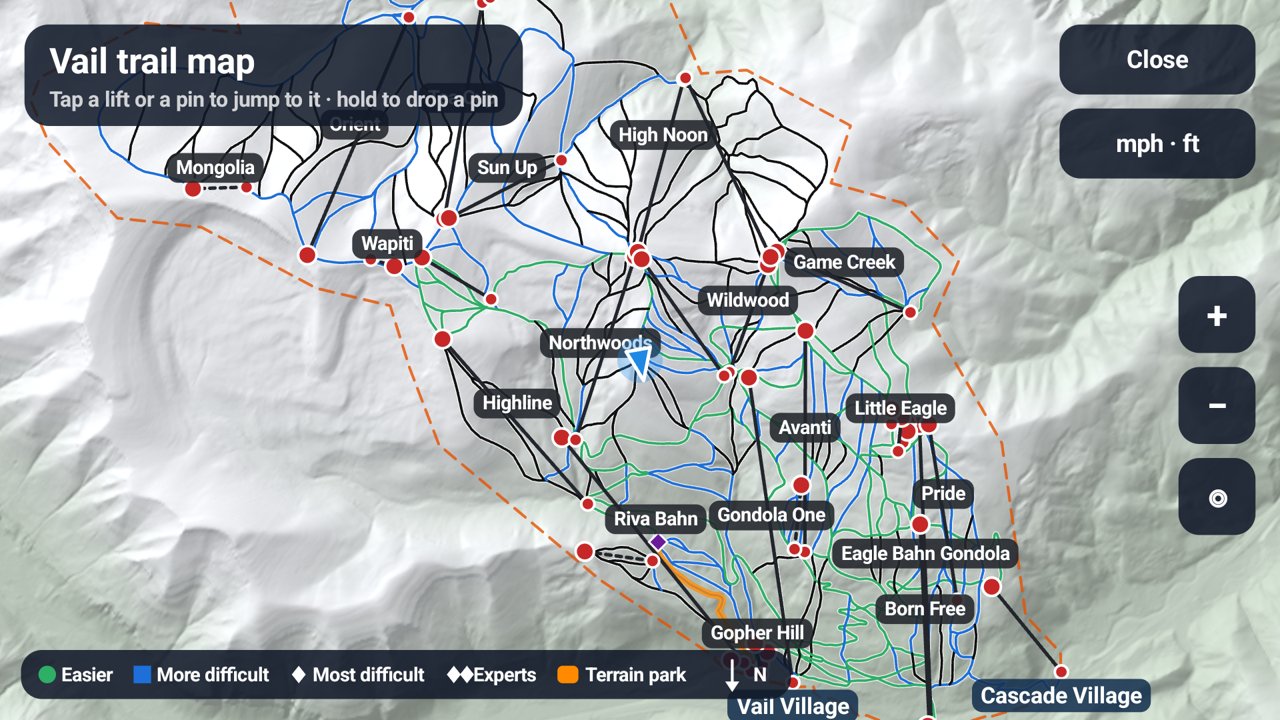 Vail trail map
Tap a lift or a pin to jump to it · hold to drop a pin
Close
mph · ft
Orient
High Noon
Mongolia
Sun Up
Wapiti
Game Creek
Wildwood
Northwoods
Highline
Little Eagle
Avanti
Pride
Riva Bahn
Gondola One
Eagle Bahn Gondola
Born Free
Gopher Hill
+
−
Easier
More difficult
Most difficult
Experts
Terrain park
N
Vail Village
Cascade Village